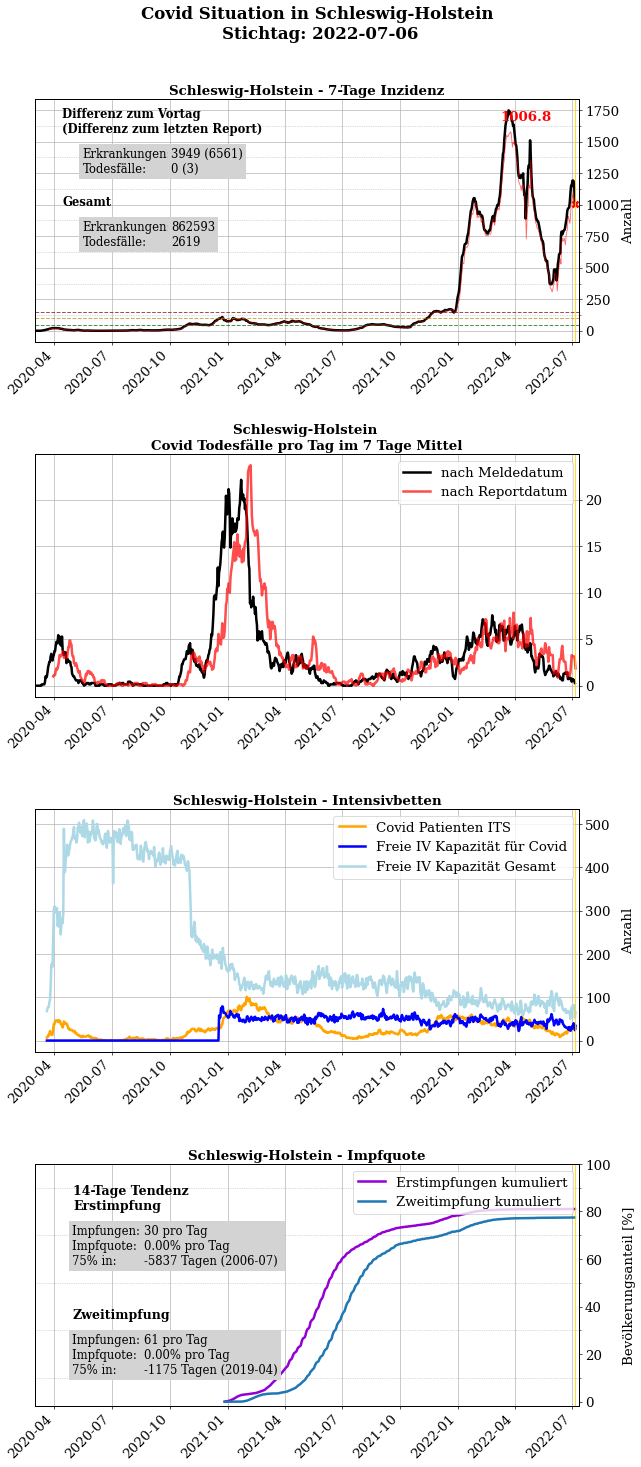 Covid Situation in Schleswig-Holstein
Stichtag: 2022-07-06
Schleswig-Holstein - 7-Tage Inzidenz
Differenz zum Vortag
(Differenz zum letzten Report)
Erkrankungen 3949 (6561)
Todesfälle: 0 (3)
Gesamt
Erkrankungen 862593
Todesfälle: 2619
1006.8
1750
1500
1250
1000
750
500
250
0
Anzahl
2020-04 2020-07 2020-10 2021-01 2021-04 2021-07 2021-10 2022-01 2022-04 2022-07
Schleswig-Holstein
Covid Todesfälle pro Tag im 7 Tage Mittel
nach Meldedatum
nach Reportdatum
20
15
10
5
0
2020-04 2020-07 2020-10 2021-01 2021-04 2021-07 2021-10 2022-01 2022-04 2022-07
Schleswig-Holstein - Intensivbetten
Covid Patienten ITS
Freie IV Kapazität für Covid
Freie IV Kapazität Gesamt
500
400
300
200
100
0
Anzahl
2020-04 2020-07 2020-10 2021-01 2021-04 2021-07 2021-10 2022-01 2022-04 2022-07
Schleswig-Holstein - Impfquote
14-Tage Tendenz
Erstimpfung
Impfungen: 30 pro Tag
Impfquote: 0.00% pro Tag
75% in: -5837 Tagen (2006-07)
Zweitimpfung
Impfungen: 61 pro Tag
Impfquote: 0.00% pro Tag
75% in: -1175 Tagen (2019-04)
Erstimpfungen kumuliert
Zweitimpfung kumuliert
100
80
60
40
20
0
Bevölkerungsanteil [%]
2020-04 2020-07 2020-10 2021-01 2021-04 2021-07 2021-10 2022-01 2022-04 2022-07